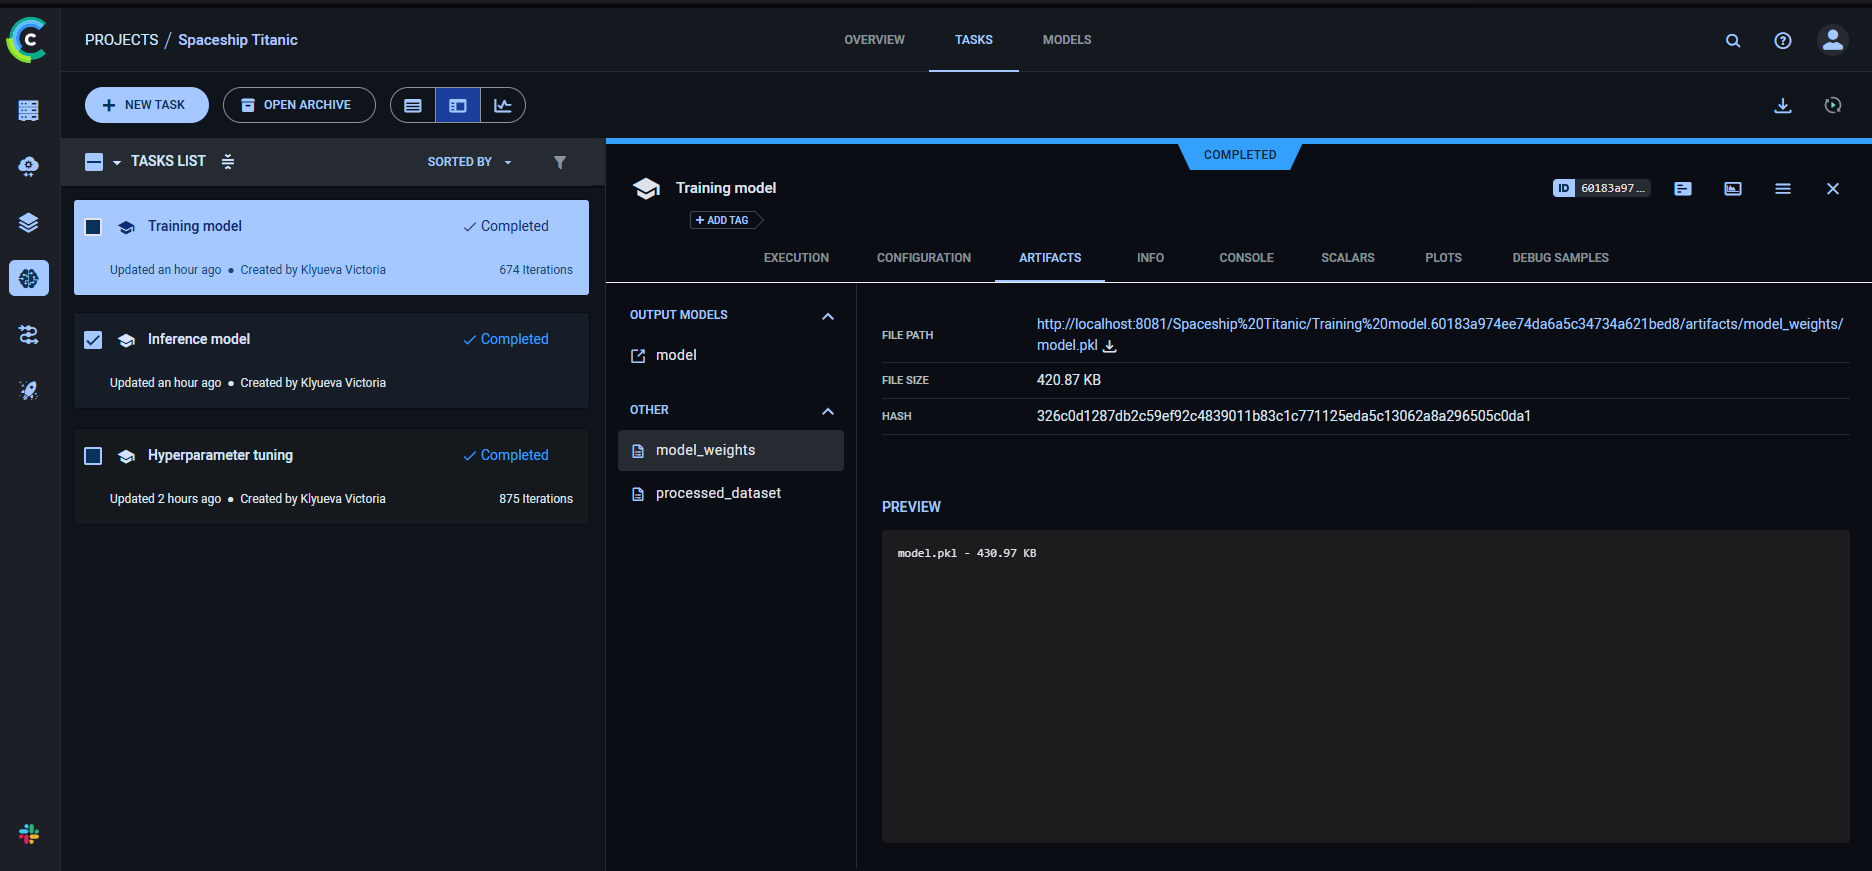 PROJECTS / Spaceship Titanic
OVERVIEW
TASKS
MODELS
NEW TASK
OPEN ARCHIVE
TASKS LIST
SORTED BY
Training model
Completed
Updated an hour ago • Created by Klyueva Victoria
674 Iterations
Inference model
Completed
Updated an hour ago • Created by Klyueva Victoria
Hyperparameter tuning
Completed
Updated 2 hours ago • Created by Klyueva Victoria
875 Iterations
COMPLETED
Training model
ID 60183a97...
+ ADD TAG
EXECUTION
CONFIGURATION
ARTIFACTS
INFO
CONSOLE
SCALARS
PLOTS
DEBUG SAMPLES
OUTPUT MODELS
model
OTHER
model_weights
processed_dataset
FILE PATH
http://localhost:8081/Spaceship%20Titanic/Training%20model.60183a974ee74da6a5c34734a621bed8/artifacts/model_weights/
model.pkl
FILE SIZE
420.87 KB
HASH
326c0d1287db2c59ef92c4839011b83c1c771125eda5c13062a8a296505c0da1
PREVIEW
model.pkl - 430.97 KB